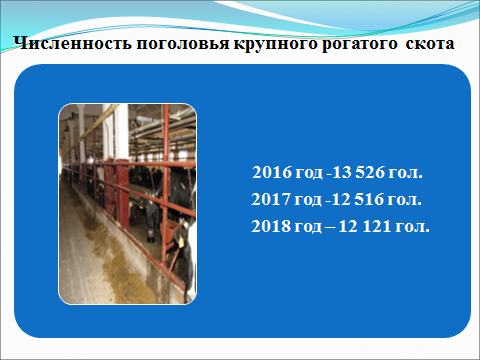 Численность поголовья крупного рогатого скота
2016 год -13 526 гол.
2017 год -12 516 гол.
2018 год – 12 121 гол.